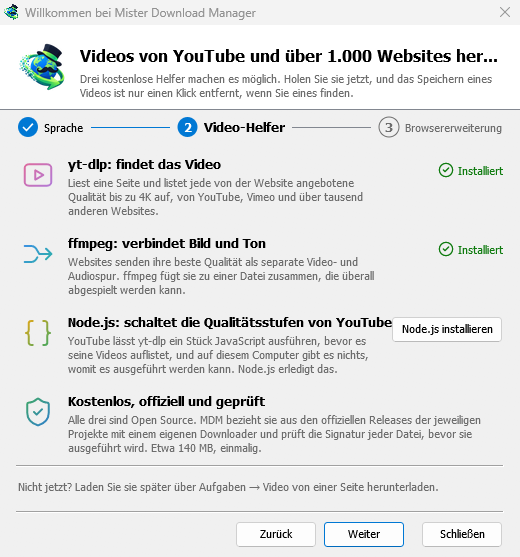 Willkommen bei Mister Download Manager
Videos von YouTube und über 1.000 Websites her...
Drei kostenlose Helfer machen es möglich. Holen Sie sie jetzt, und das Speichern eines
Videos ist nur einen Klick entfernt, wenn Sie eines finden.
Sprache
2
Video-Helfer
3
Browsererweiterung
yt-dlp: findet das Video
Installiert
Liest eine Seite und listet jede von der Website angebotene
Qualität bis zu 4K auf, von YouTube, Vimeo und über tausend
anderen Websites.
ffmpeg: verbindet Bild und Ton
Installiert
Websites senden ihre beste Qualität als separate Video- und
Audiospur. ffmpeg fügt sie zu einer Datei zusammen, die überall
abgespielt werden kann.
Node.js: schaltet die Qualitätsstufen von YouTube
Node.js installieren
YouTube lässt yt-dlp ein Stück JavaScript ausführen, bevor es
seine Videos auflistet, und auf diesem Computer gibt es nichts,
womit es ausgeführt werden kann. Node.js erledigt das.
Kostenlos, offiziell und geprüft
Alle drei sind Open Source. MDM bezieht sie aus den offiziellen Releases der jeweiligen
Projekte mit einem eigenen Downloader und prüft die Signatur jeder Datei, bevor sie
ausgeführt wird. Etwa 140 MB, einmalig.
Nicht jetzt? Laden Sie sie später über Aufgaben → Video von einer Seite herunterladen.
Zurück
Weiter
Schließen